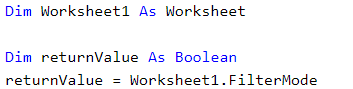 Dim Worksheet1 As Worksheet
Dim returnValue As Boolean
returnValue = Worksheet1.FilterMode